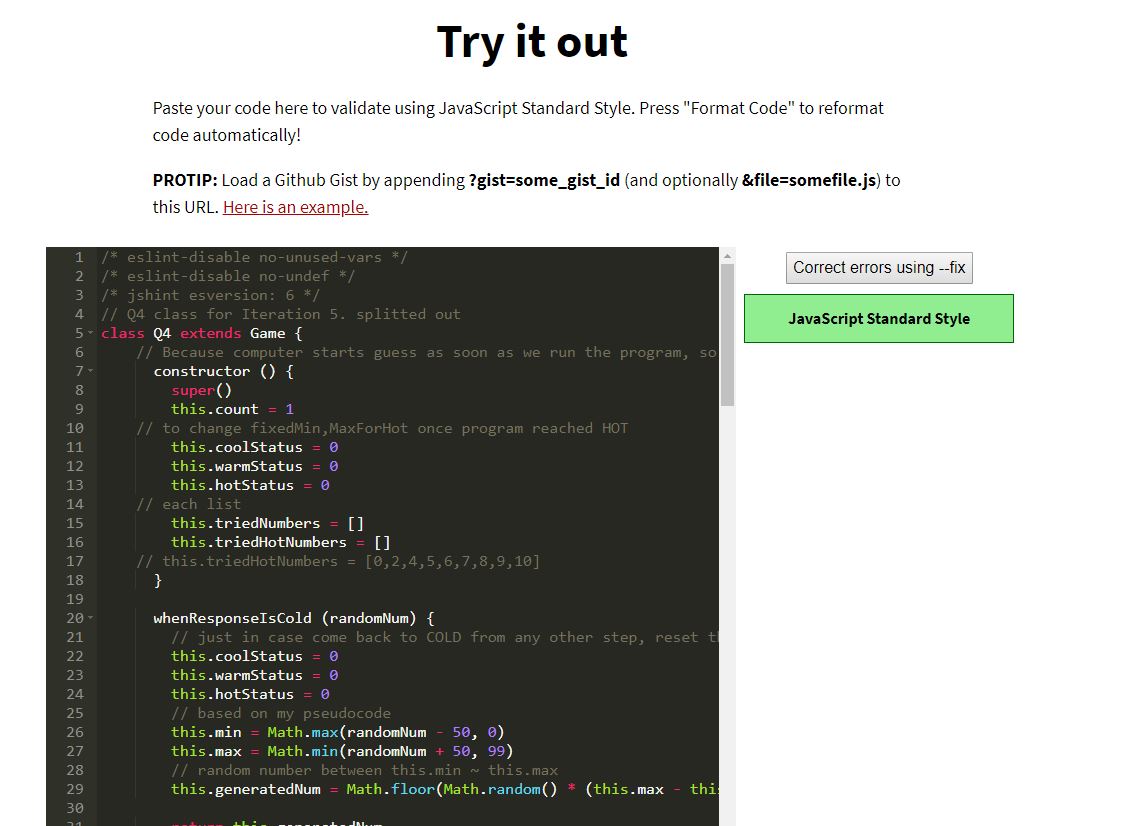 Try it out
Paste your code here to validate using JavaScript Standard Style. Press "Format Code" to reformat
code automatically!
PROTIP: Load a Github Gist by appending ?gist=some_gist_id (and optionally &file=somefile.js) to
this URL. Here is an example.
Correct errors using --fix
JavaScript Standard Style
1 /* eslint-disable no-unused-vars */
2 /* eslint-disable no-undef */
3 /* jshint esversion: 6 */
4 // Q4 class for Iteration 5. splitted out
5 class Q4 extends Game {
6 // Because computer starts guess as soon as we run the program, so
7 constructor () {
8 super()
9 this.count = 1
10 // to change fixedMin,MaxForHot once program reached HOT
11 this.coolStatus = 0
12 this.warmStatus = 0
13 this.hotStatus = 0
14 // each list
15 this.triedNumbers = []
16 this.triedHotNumbers = []
17 // this.triedHotNumbers = [0,2,4,5,6,7,8,9,10]
18 }
19
20 whenResponseIsCold (randomNum) {
21 // just in case come back to COLD from any other step, reset
22 this.coolStatus = 0
23 this.warmStatus = 0
24 this.hotStatus = 0
25 // based on my pseudocode
26 this.min = Math.max(randomNum - 50, 0)
27 this.max = Math.min(randomNum + 50, 99)
28 // random number between this.min ~ this.max
29 this.generatedNum = Math.floor(Math.random() * (this.max - this
30
31 return this.generatedNum